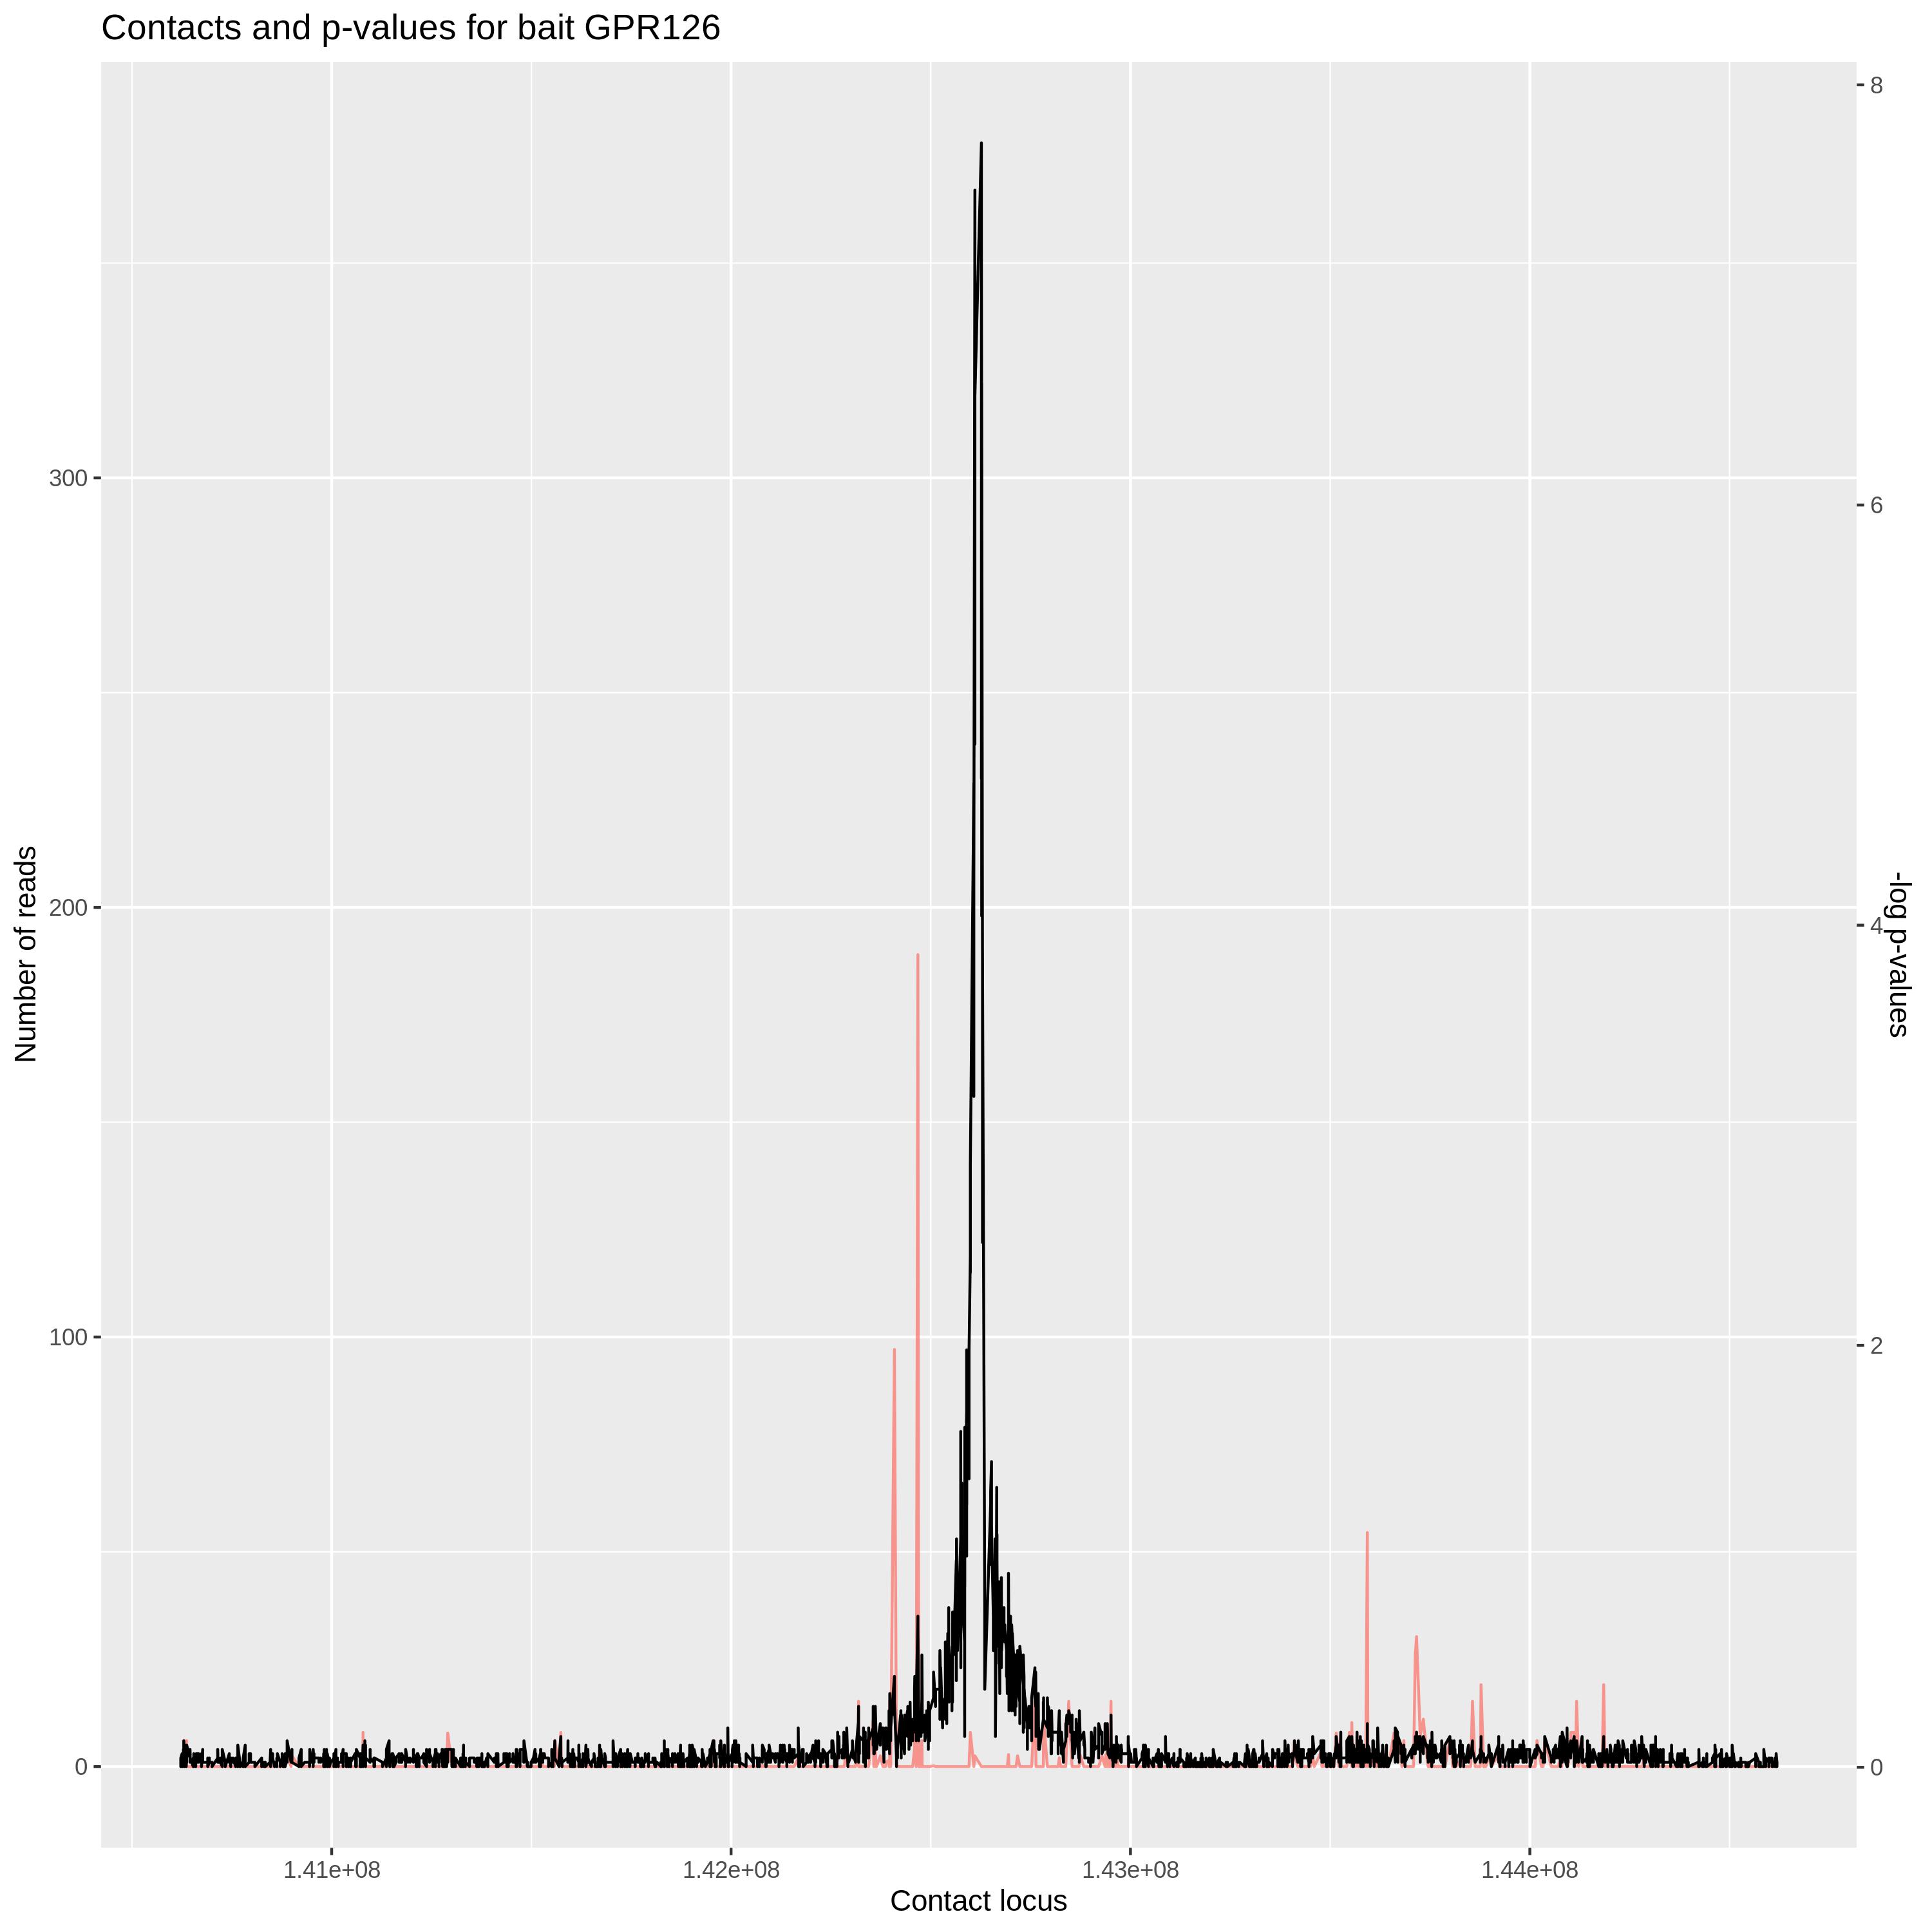 Contacts and p-values for bait GPR126
8
6
4
2
0
-log p-values
300
200
100
0
Number of reads
1.41e+08
1.42e+08
1.43e+08
1.44e+08
Contact locus